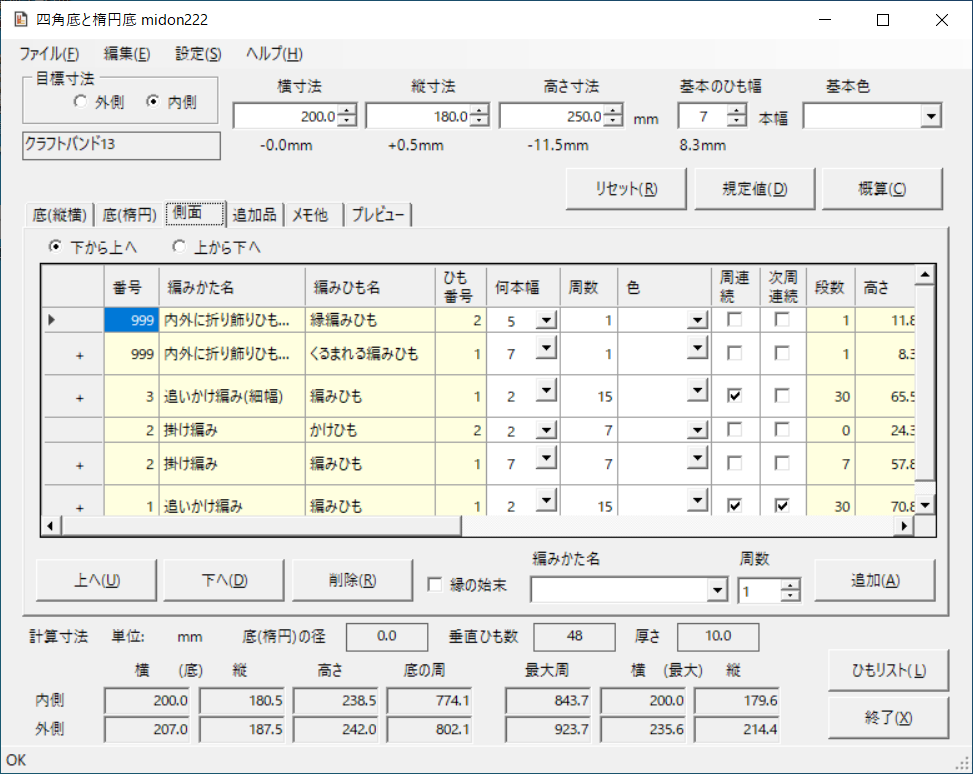 四角底と楕円底 midon222
ファイル(F) 編集(E) 設定(S) ヘルプ(H)
目標寸法 横寸法 縦寸法 高さ寸法 基本のひも幅 基本色
外側 内側 200.0 180.0 250.0 mm 7 本幅
クラフトバンド13 -0.0mm +0.5mm -11.5mm 8.3mm
リセット(R) 規定値(D) 概算(C)
底(縦横) 底(楕円) 側面 追加品 メモ他 プレビュー
下から上へ 上から下へ
番号 編みかた名 編みひも名 ひも番号 何本幅 周数 色 周連続 次周連続 段数 高さ
999 内外に折り飾りひも... 縁編みひも 2 5 1 1 11.8
+ 999 内外に折り飾りひも... くるまれる編みひも 1 7 1 1 8.3
+ 3 追いかけ編み(細幅) 編みひも 1 2 15 30 65.5
2 掛け編み かけひも 2 2 7 0 24.3
+ 2 掛け編み 編みひも 1 7 7 7 57.8
+ 1 追いかけ編み 編みひも 1 2 15 30 70.8
編みかた名 周数
上へ(U) 下へ(D) 削除(R) 縁の始末 1 追加(A)
計算寸法 単位: mm 底(楕円)の径 0.0 垂直ひも数 48 厚さ 10.0
横 (底) 縦 高さ 底の周 最大周 横 (最大) 縦
ひもリスト(L)
内側 200.0 180.5 238.5 774.1 843.7 200.0 179.6
外側 207.0 187.5 242.0 802.1 923.7 235.6 214.4
終了(X)
OK